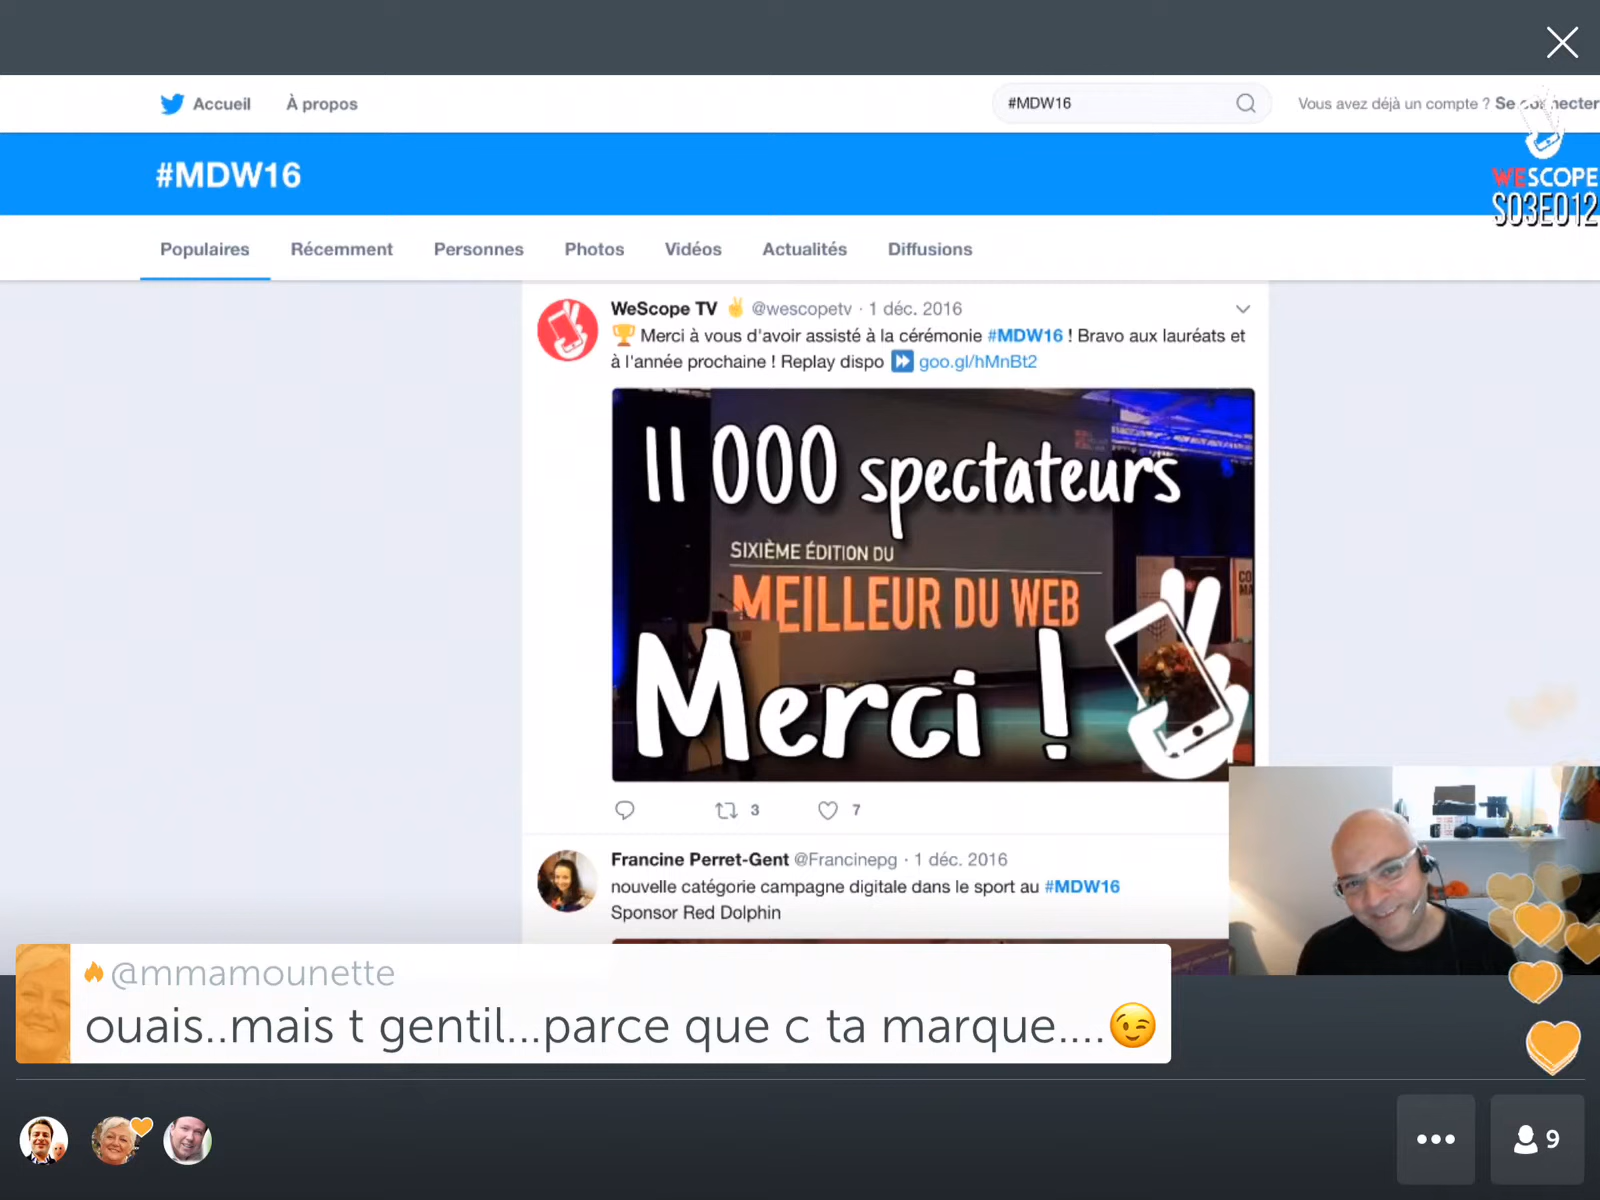 Accueil À propos
#MDW16
Vous avez déjà un compte ? Se connecter
#MDW16
WESCOPE
S03E012
Populaires Récemment Personnes Photos Vidéos Actualités Diffusions
WeScope TV ✌ @wescopetv · 1 déc. 2016
🏆 Merci à vous d'avoir assisté à la cérémonie #MDW16 ! Bravo aux lauréats et
à l'année prochaine ! Replay dispo ⏩ goo.gl/hMnBt2
11 000 spectateurs
SIXIÈME ÉDITION DU
MEILLEUR DU WEB
Merci !
3 7
Francine Perret-Gent @Francinepg · 1 déc. 2016
nouvelle catégorie campagne digitale dans le sport au #MDW16
Sponsor Red Dolphin
🔥@mmamounette
ouais..mais t gentil...parce que c ta marque....😉
9